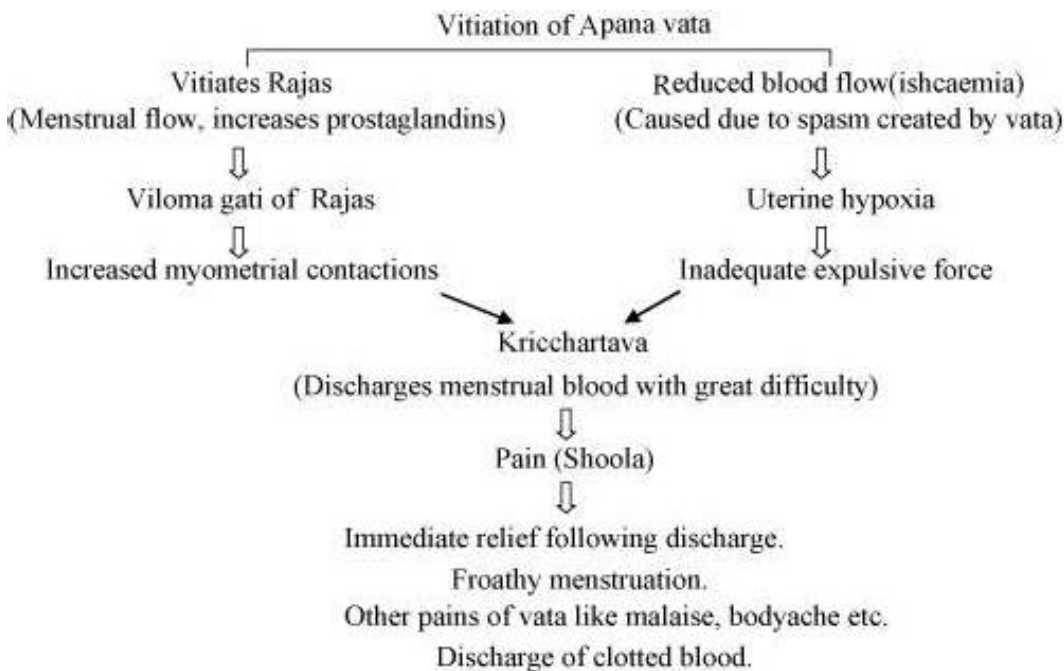 Vitiation of Apana vata
Vitiates Rajas
(Menstrual flow, increases prostaglandins)
Reduced blood flow(ishcaemia)
(Caused due to spasm created by vata)
Viloma gati of Rajas
Uterine hypoxia
Increased myometrial contactions
Inadequate expulsive force
Kricchartava
(Discharges menstrual blood with great difficulty)
Pain (Shoola)
Immediate relief following discharge.
Froathy menstruation.
Other pains of vata like malaise, bodyache etc.
Discharge of clotted blood.